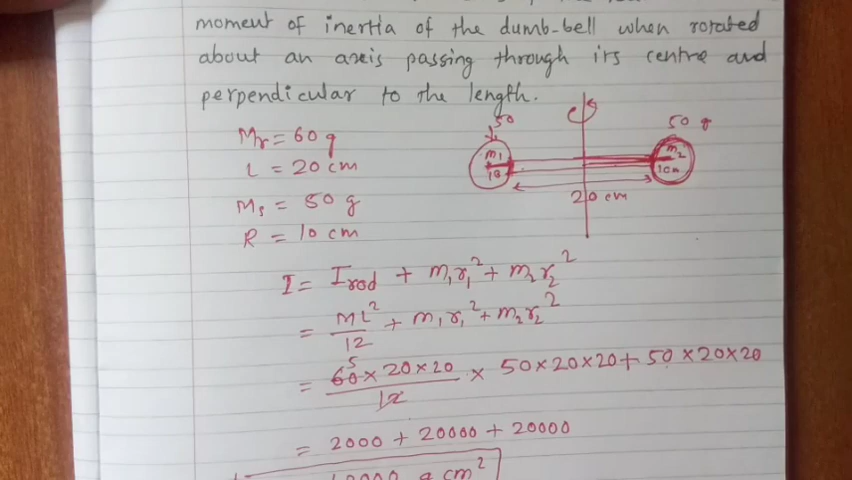 moment of inertia of the dumb-bell when rotated
about an axis passing through its centre and
perpendicular to the length.
50
50 g
Mr = 60 g
L = 20 cm
m1
10
m2
10cm
20 cm
Ms = 50 g
R = 10 cm
I = Irod + m₁r₁² + m₂r₂²
= ML²/12 + m₁r₁² + m₂r₂²
5
= 60 × 20 × 20 / 12 × 50×20×20 + 50×20×20
= 2000 + 20000 + 20000
g cm²